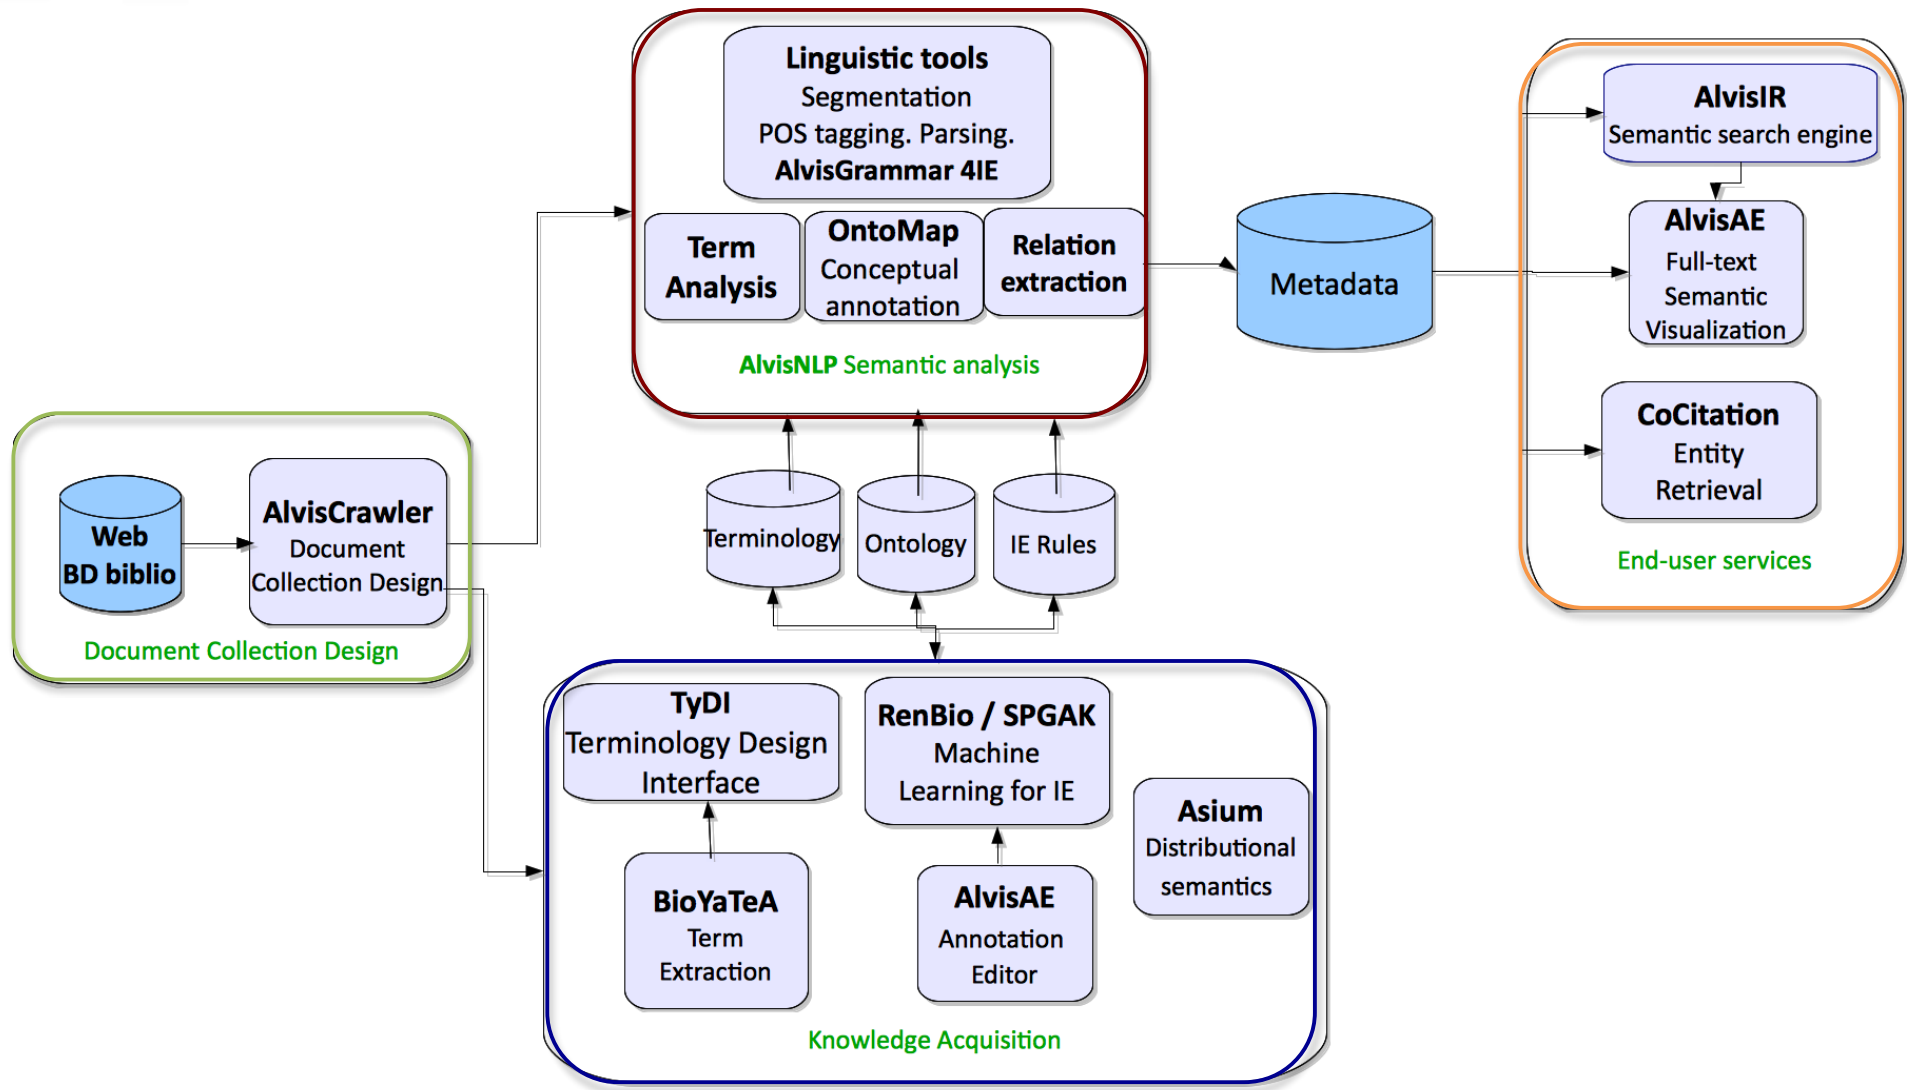 Linguistic tools
Segmentation
POS tagging. Parsing.
AlvisGrammar 4IE
Term
Analysis
OntoMap
Conceptual
annotation
Relation
extraction
AlvisNLP Semantic analysis
Metadata
AlvisIR
Semantic search engine
AlvisAE
Full-text
Semantic
Visualization
CoCitation
Entity
Retrieval
End-user services
Web
BD biblio
AlvisCrawler
Document
Collection Design
Document Collection Design
Terminology
Ontology
IE Rules
TyDI
Terminology Design
Interface
RenBio / SPGAK
Machine
Learning for IE
Asium
Distributional
semantics
BioYaTeA
Term
Extraction
AlvisAE
Annotation
Editor
Knowledge Acquisition